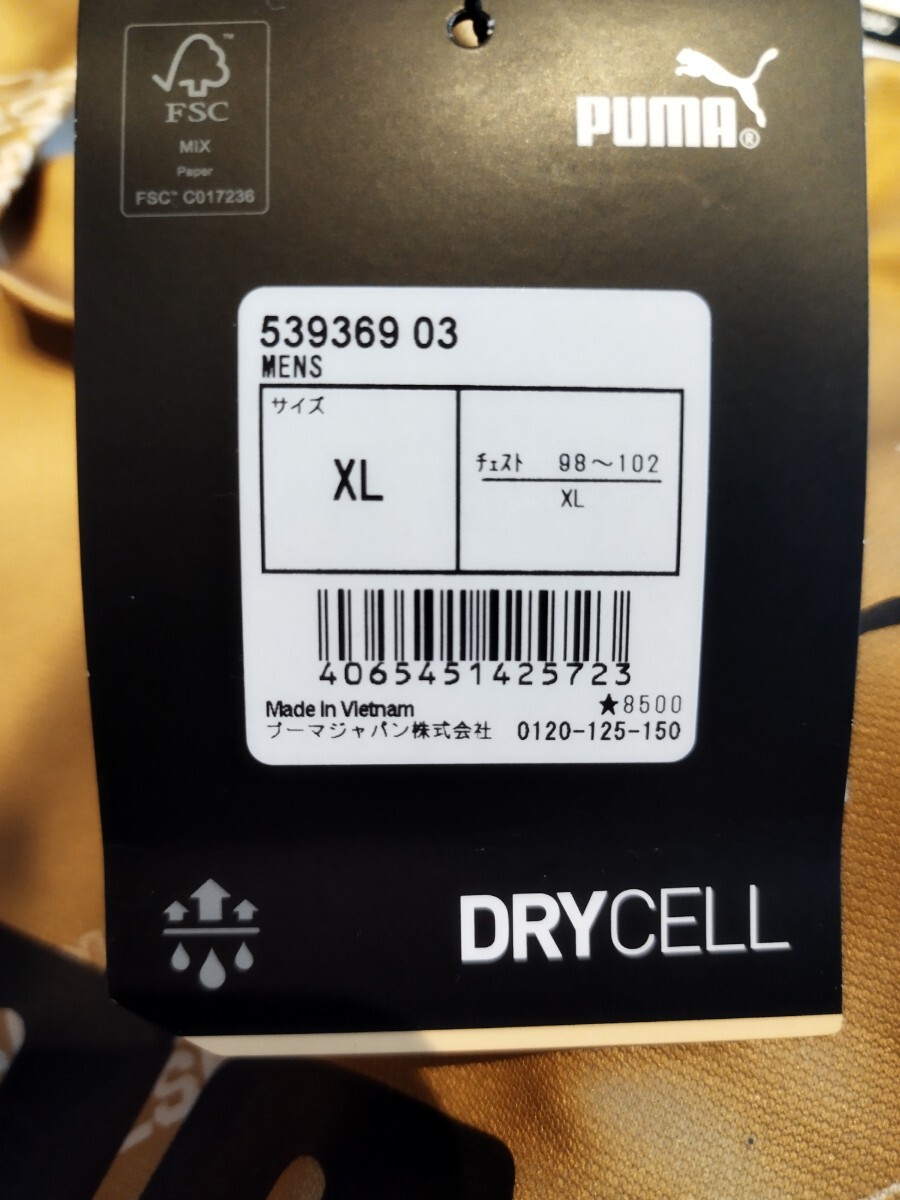 FSC™
MIX
Paper
FSC™ C017236
PUMA®
539369 03
MENS
サイズ
XL
ﾁｪｽﾄ 98～102
XL
4065451425723
★8500
Made in Vietnam
プーマジャパン株式会社 0120-125-150
DRYCELL